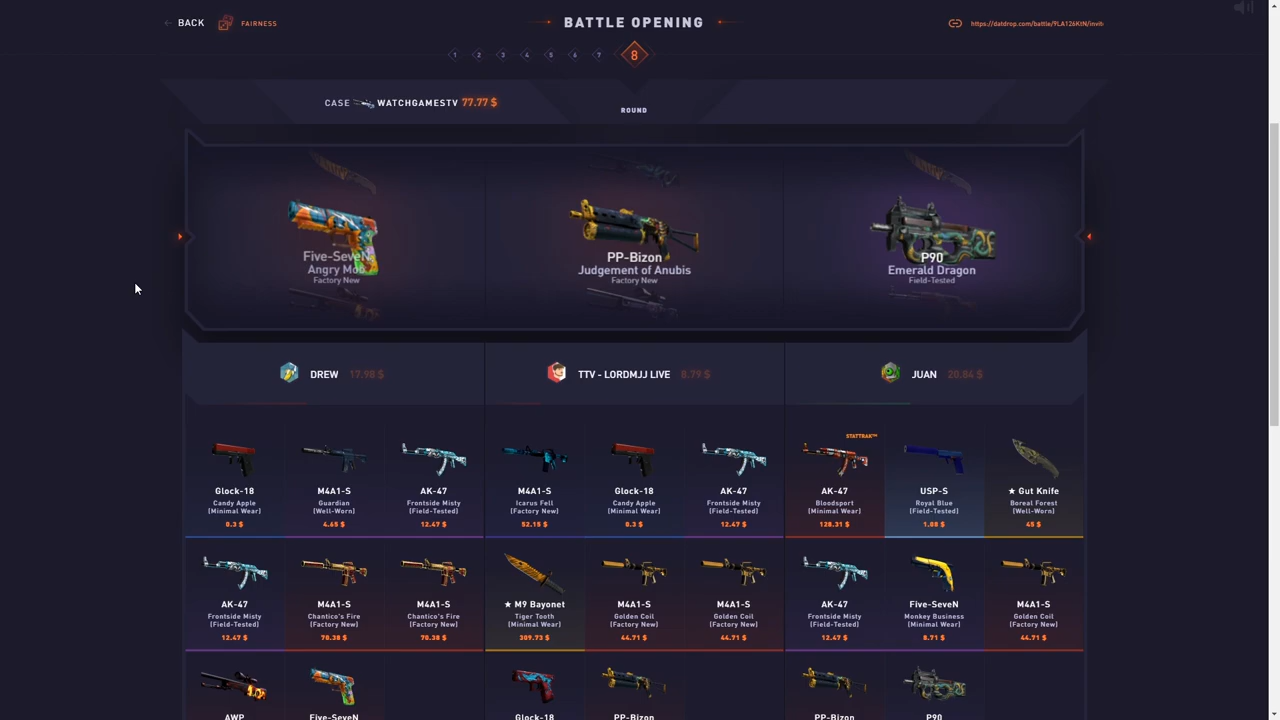 BACK
FAIRNESS
BATTLE OPENING
https://datdrop.com/battle/9LA126KtN/invit
1 2 3 4 5 6 7 8
CASE WATCHGAMESTV 77.77 $
ROUND
Five-SeveN
Angry Mob
Factory New
PP-Bizon
Judgement of Anubis
Factory New
P90
Emerald Dragon
Field-Tested
DREW 17.98 $
TTV - LORDMJJ LIVE 8.79 $
JUAN 20.84 $
Glock-18
Candy Apple
(Minimal Wear)
0.3 $
M4A1-S
Guardian
(Well-Worn)
4.65 $
AK-47
Frontside Misty
(Field-Tested)
12.47 $
M4A1-S
Icarus Fell
(Factory New)
52.15 $
Glock-18
Candy Apple
(Minimal Wear)
0.3 $
AK-47
Frontside Misty
(Field-Tested)
12.47 $
STATTRAK™
AK-47
Bloodsport
(Minimal Wear)
128.31 $
USP-S
Royal Blue
(Field-Tested)
1.08 $
★ Gut Knife
Boreal Forest
(Well-Worn)
45 $
AK-47
Frontside Misty
(Field-Tested)
12.47 $
M4A1-S
Chantico's Fire
(Factory New)
70.38 $
M4A1-S
Chantico's Fire
(Factory New)
70.38 $
★ M9 Bayonet
Tiger Tooth
(Minimal Wear)
309.73 $
M4A1-S
Golden Coil
(Factory New)
44.71 $
M4A1-S
Golden Coil
(Factory New)
44.71 $
AK-47
Frontside Misty
(Field-Tested)
12.47 $
Five-SeveN
Monkey Business
(Minimal Wear)
8.71 $
M4A1-S
Golden Coil
(Factory New)
44.71 $
AWP
Five-SeveN
Glock-18
PP-Bizon
PP-Bizon
P90